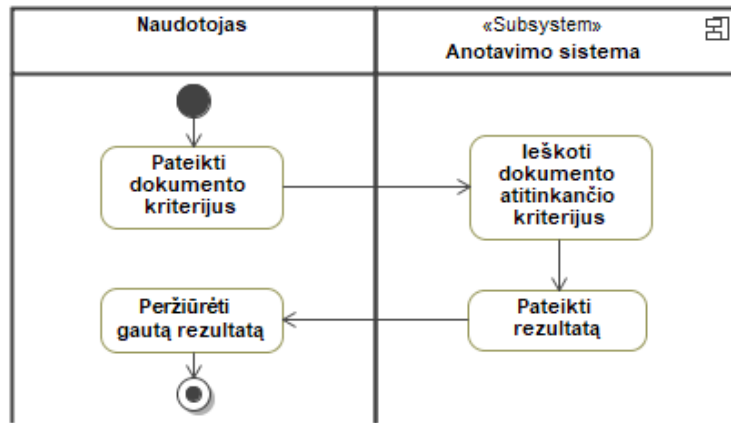 Naudotojas
«Subsystem»
Anotavimo sistema
Pateikti
dokumento
kriterijus
Ieškoti
dokumento
atitinkančio
kriterijus
Peržiūrėti
gautą rezultatą
Pateikti
rezultatą